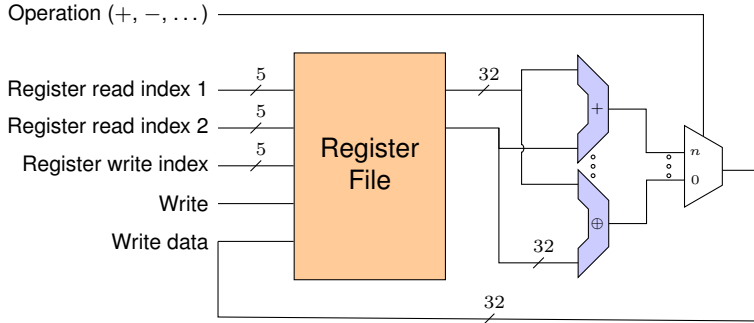 Operation (+, −, . . . )
Register read index 1
5
32
Register read index 2
5
+
Register write index
5
Register
File
n
0
Write
⊕
Write data
32
32